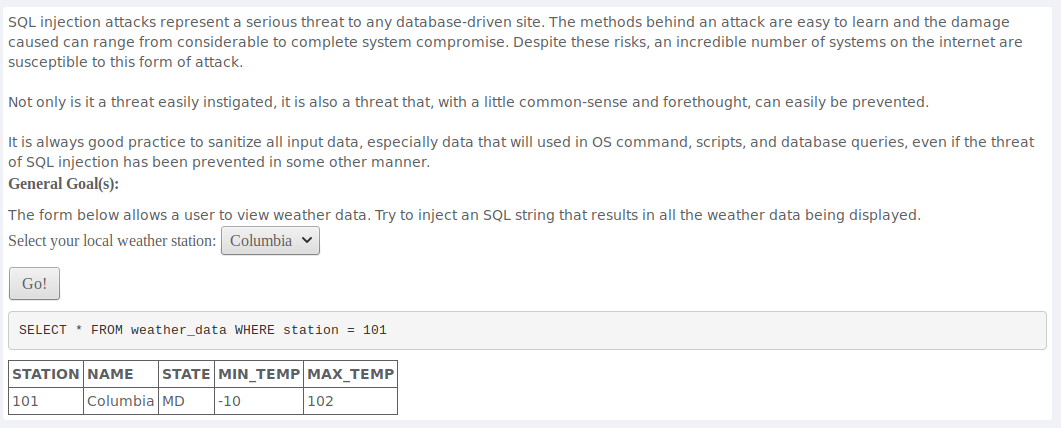 SQL injection attacks represent a serious threat to any database-driven site. The methods behind an attack are easy to learn and the damage
caused can range from considerable to complete system compromise. Despite these risks, an incredible number of systems on the internet are
susceptible to this form of attack.
Not only is it a threat easily instigated, it is also a threat that, with a little common-sense and forethought, can easily be prevented.
It is always good practice to sanitize all input data, especially data that will used in OS command, scripts, and database queries, even if the threat
of SQL injection has been prevented in some other manner.
General Goal(s):
The form below allows a user to view weather data. Try to inject an SQL string that results in all the weather data being displayed.
Select your local weather station: Columbia
Go!
SELECT * FROM weather_data WHERE station = 101
STATION NAME STATE MIN_TEMP MAX_TEMP
101 Columbia MD -10 102